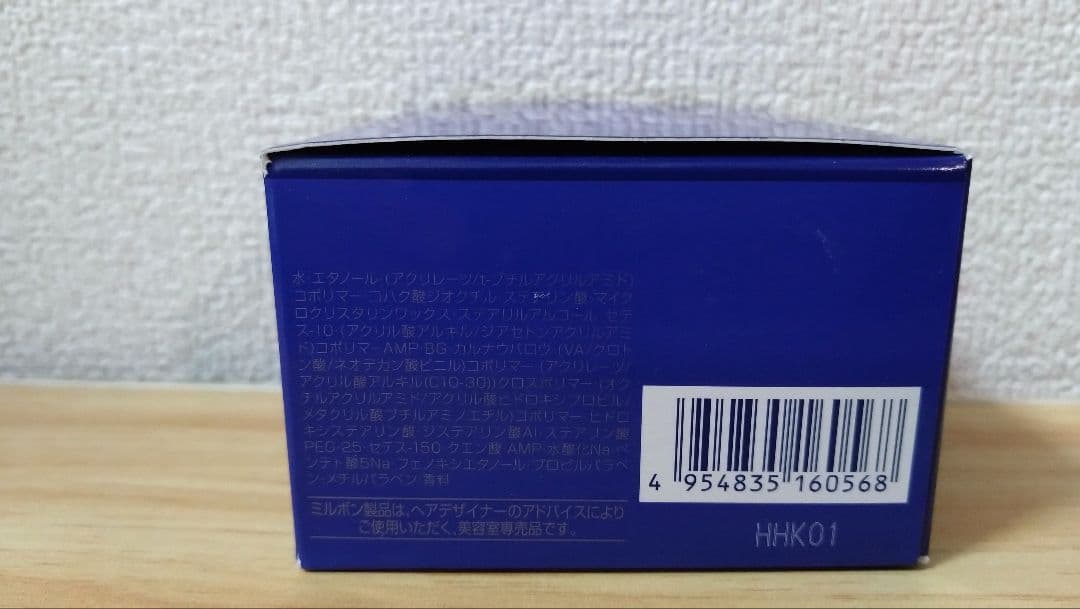 水・エタノール・(アクリレーツ/t-ブチルアクリルアミド)
コポリマー・コハク酸ジオクチル・ステアリン酸・マイク
ロクリスタリンワックス・ステアリルアルコール・セテ
ス-10・(アクリル酸アルキル/ジアセトンアクリルアミ
ド)コポリマーAMP・BG・カルナウバロウ・(VA/クロト
ン酸/ネオデカン酸ビニル)コポリマー・(アクリレーツ/
アクリル酸アルキル(C10-30))クロスポリマー・(オク
チルアクリルアミド/アクリル酸ヒドロキシプロピル/
メタクリル酸ブチルアミノエチル)コポリマー・ヒドロ
キシステアリン酸・ジステアリン酸Al・ステアリン酸
PEG-25・セテス-150・クエン酸・AMP・水酸化Na・ペ
ンテト酸5Na・フェノキシエタノール・プロピルパラベ
ン・メチルパラベン・香料
ミルボン製品は、ヘアデザイナーのアドバイスにより
ご使用いただく、美容室専売品です。
4 954835 160568
HHK01